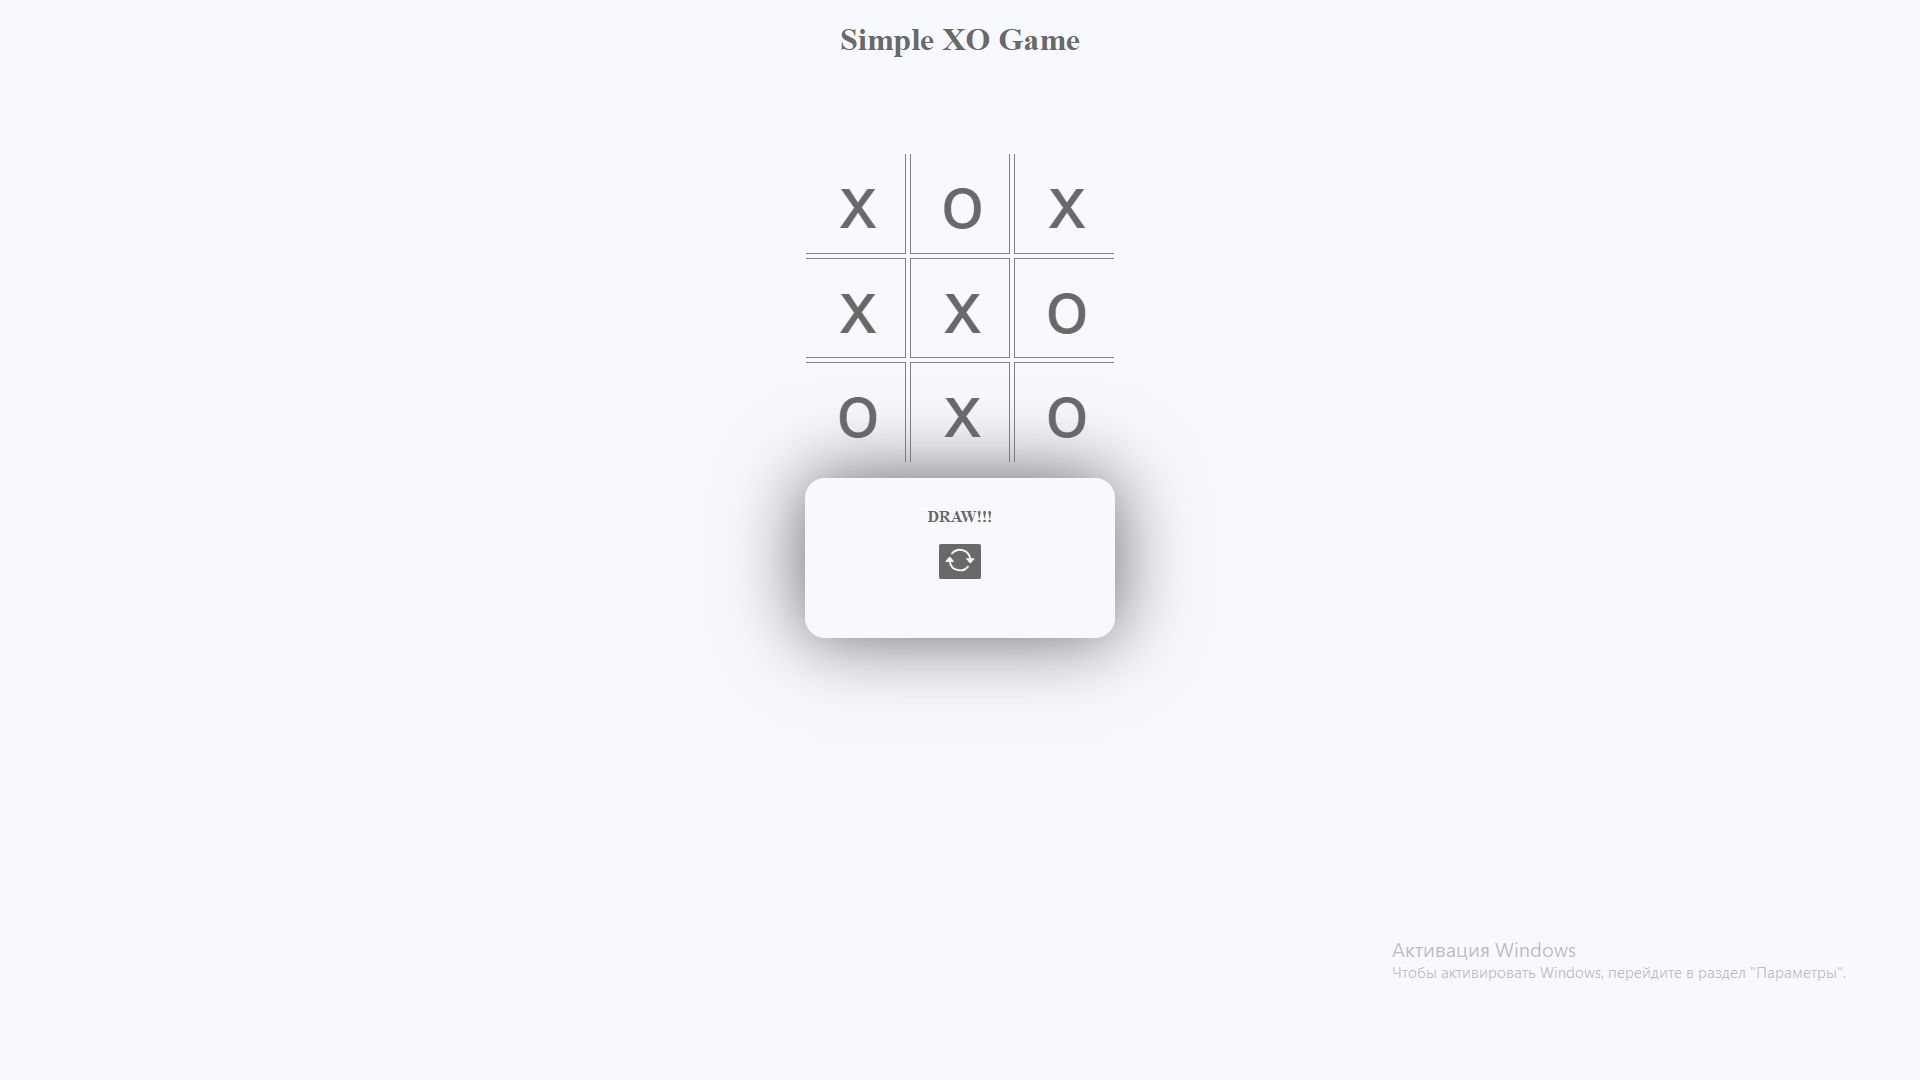 Simple XO Game
X O X
X X O
O X O
DRAW!!!
Активация Windows
Чтобы активировать Windows, перейдите в раздел "Параметры".